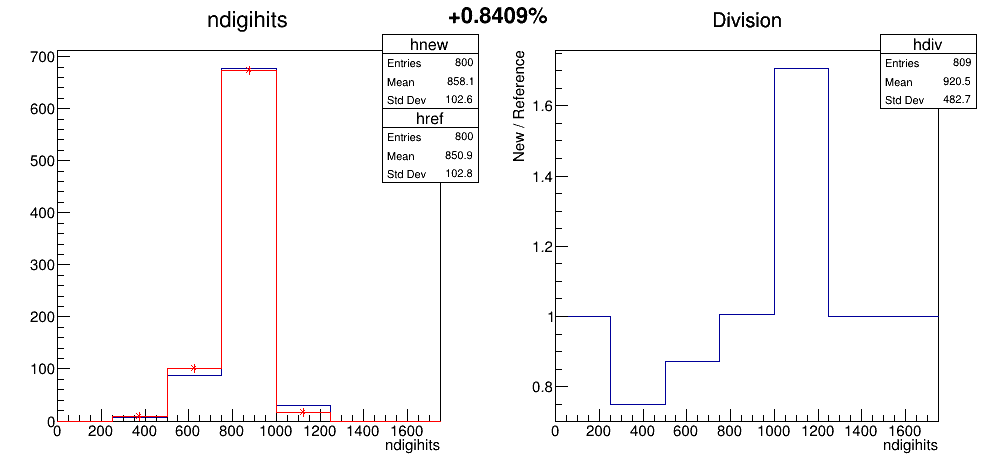 +0.8409%
ndigihits
hnew
Entries 800
Mean 858.1
Std Dev 102.6
href
Entries 800
Mean 850.9
Std Dev 102.8
700
600
500
400
300
200
100
0
0 200 400 600 800 1000 1200 1400 1600
ndigihits
Division
hdiv
Entries 809
Mean 920.5
Std Dev 482.7
New / Reference
1.6
1.4
1.2
1
0.8
0 200 400 600 800 1000 1200 1400 1600
ndigihits